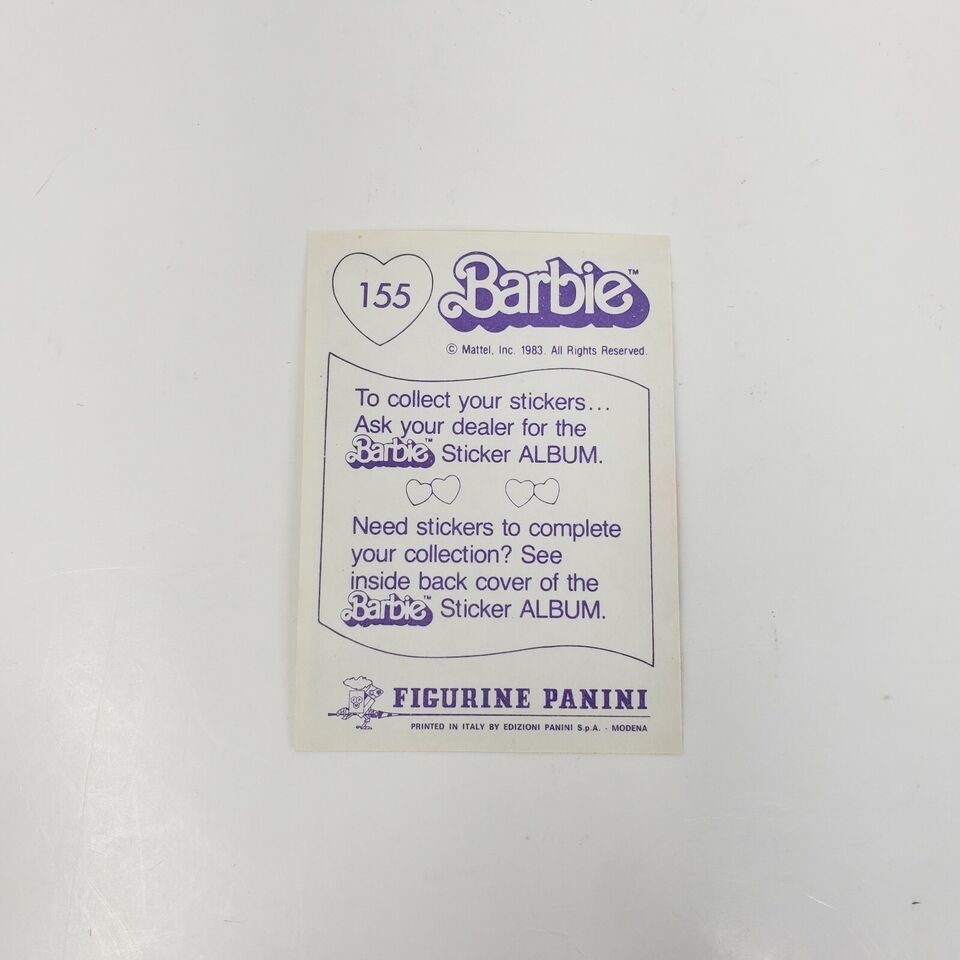 155
Barbie™
© Mattel, Inc. 1983. All Rights Reserved.
To collect your stickers...
Ask your dealer for the
Barbie™ Sticker ALBUM.
Need stickers to complete
your collection? See
inside back cover of the
Barbie™ Sticker ALBUM.
FIGURINE PANINI
PRINTED IN ITALY BY EDIZIONI PANINI S.p.A. - MODENA